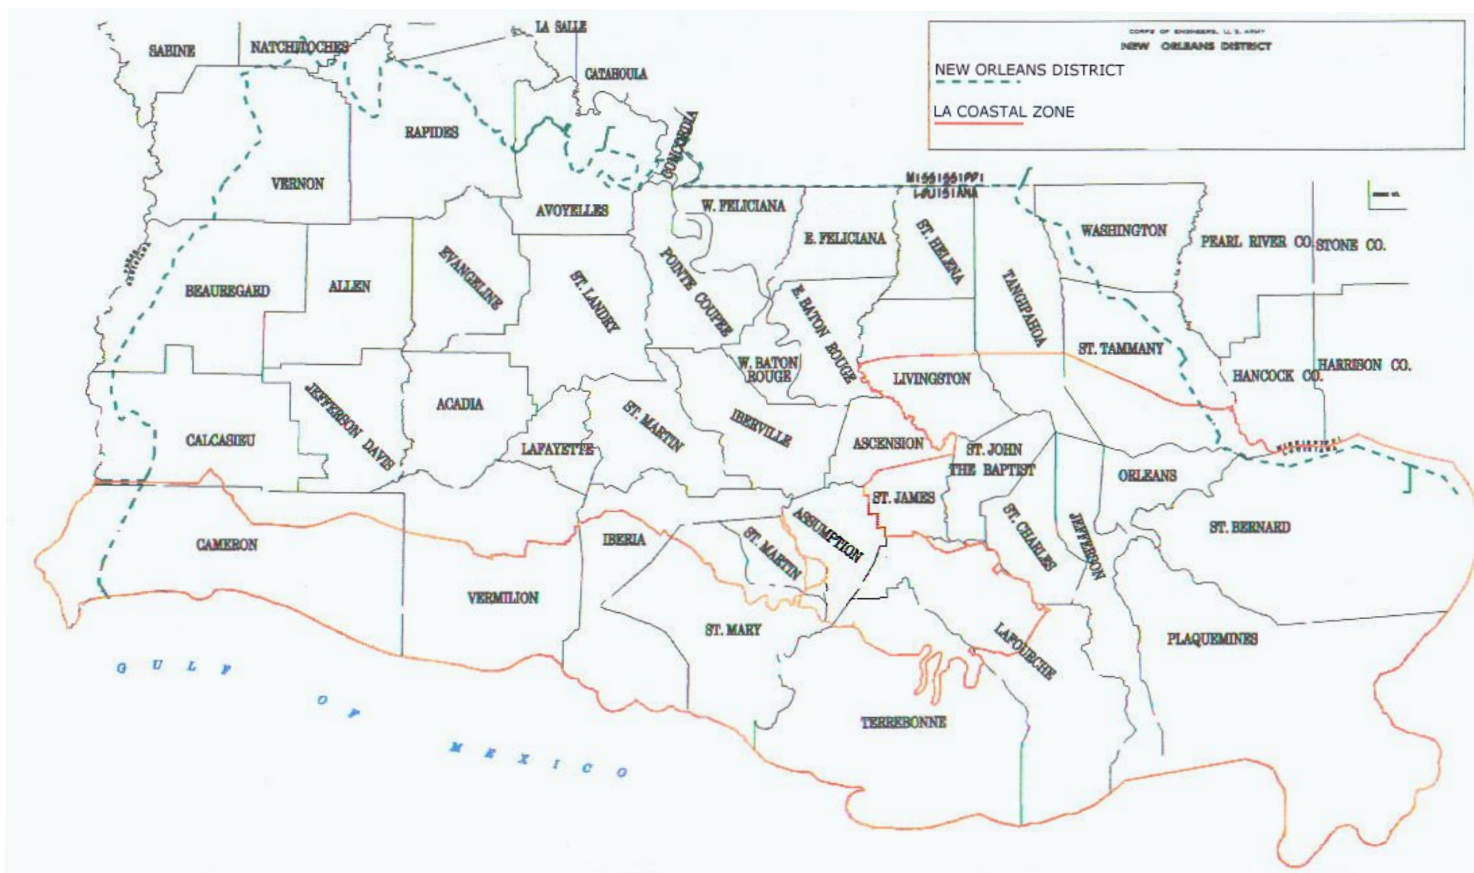 LA SALLE
CORPS OF ENGINEERS, U. S. ARMY
NEW ORLEANS DISTRICT
SABINE
NATCHITOCHES
CATAHOULA
NEW ORLEANS DISTRICT
LA COASTAL ZONE
RAPIDES
CONCORDIA
VERNON
MISSISSIPPI
LOUISIANA
AVOYELLES
W. FELICIANA
E. FELICIANA
ST. HELENA
WASHINGTON
PEARL RIVER CO.
STONE CO.
BEAUREGARD
ALLEN
EVANGELINE
ST. LANDRY
POINTE COUPEE
E. BATON ROUGE
TANGIPAHOA
ST. TAMMANY
W. BATON
ROUGE
LIVINGSTON
HANCOCK CO.
HARRISON CO.
JEFFERSON DAVIS
ACADIA
ST. MARTIN
IBERVILLE
CALCASIEU
LAFAYETTE
ASCENSION
ST. JOHN
THE BAPTIST
MISSISSIPPI
LOUISIANA
ORLEANS
ST. JAMES
ASSUMPTION
ST. CHARLES
JEFFERSON
ST. BERNARD
CAMERON
IBERIA
ST. MARTIN
VERMILION
ST. MARY
LAFOURCHE
PLAQUEMINES
TERREBONNE
GULF OF MEXICO